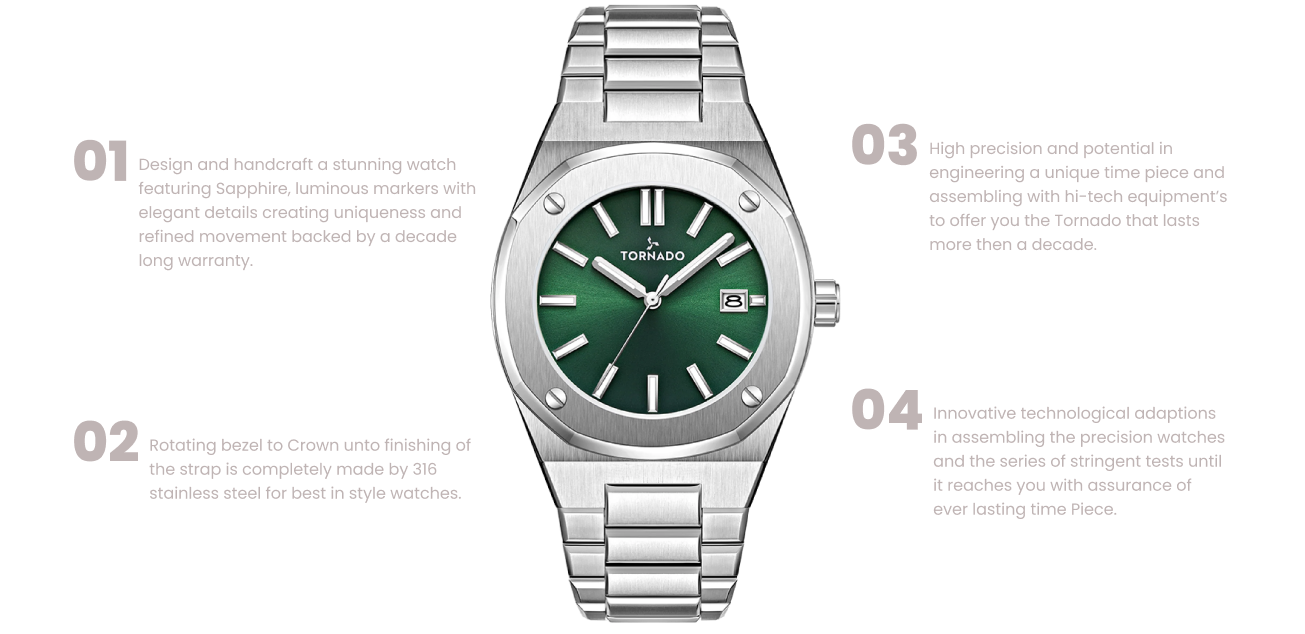 01
Design and handcraft a stunning watch
featuring Sapphire, luminous markers with
elegant details creating uniqueness and
refined movement backed by a decade
long warranty.
02
Rotating bezel to Crown unto finishing of
the strap is completely made by 316
stainless steel for best in style watches.
TORNADO
8
03
High precision and potential in
engineering a unique time piece and
assembling with hi-tech equipment’s
to offer you the Tornado that lasts
more then a decade.
04
Innovative technological adaptions
in assembling the precision watches
and the series of stringent tests until
it reaches you with assurance of
ever lasting time Piece.